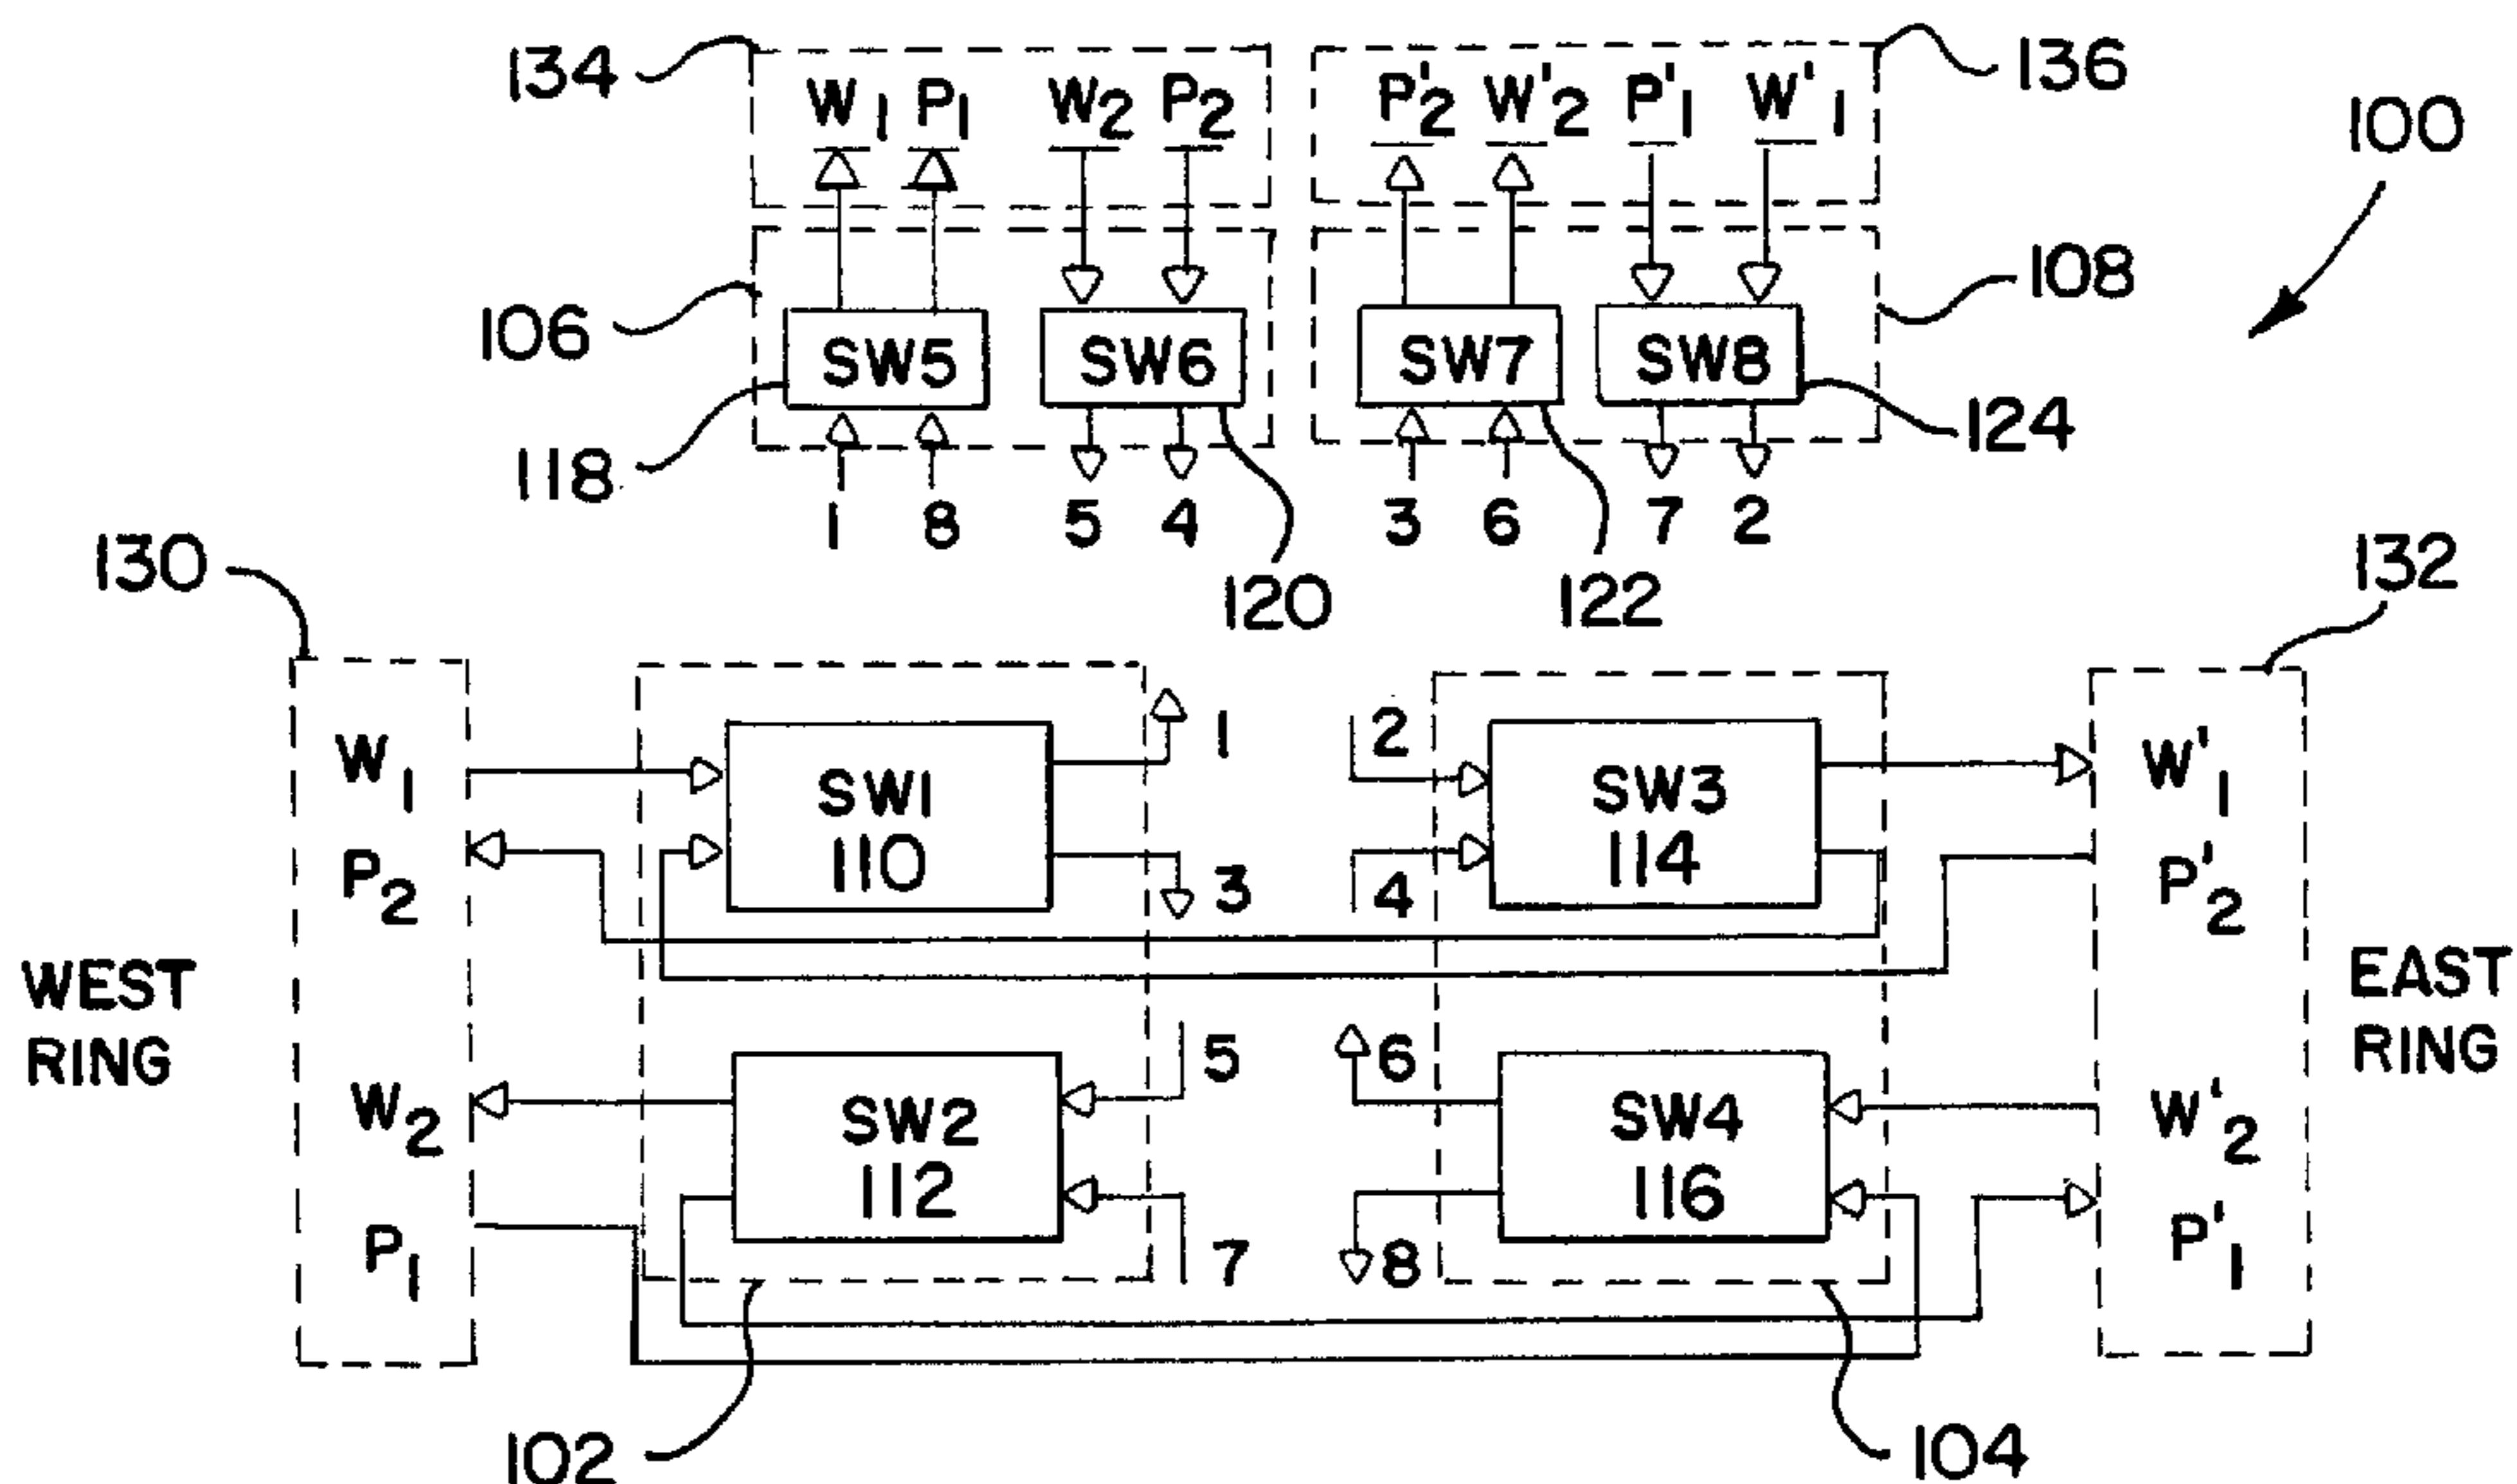 134
W1 P1 W2 P2
P'2 W'2 P'1 W'1
136
100
106
SW5
SW6
SW7
SW8
108
118
124
1 8 5 4
3 6 7 2
120
122
130
132
W1
SW1
110
1
2
SW3
114
W'1
P2
3
4
P'2
WEST
RING
EAST
RING
W2
SW2
112
5
6
SW4
116
W'2
P1
7
8
P'1
102
104